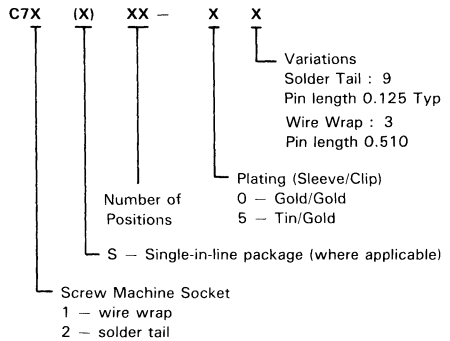 C7X (X) XX – X X
Variations
Solder Tail : 9
Pin length 0.125 Typ
Wire Wrap : 3
Pin length 0.510
Plating (Sleeve/Clip)
0 – Gold/Gold
5 – Tin/Gold
Number of
Positions
S – Single-in-line package (where applicable)
Screw Machine Socket
1 – wire wrap
2 – solder tail